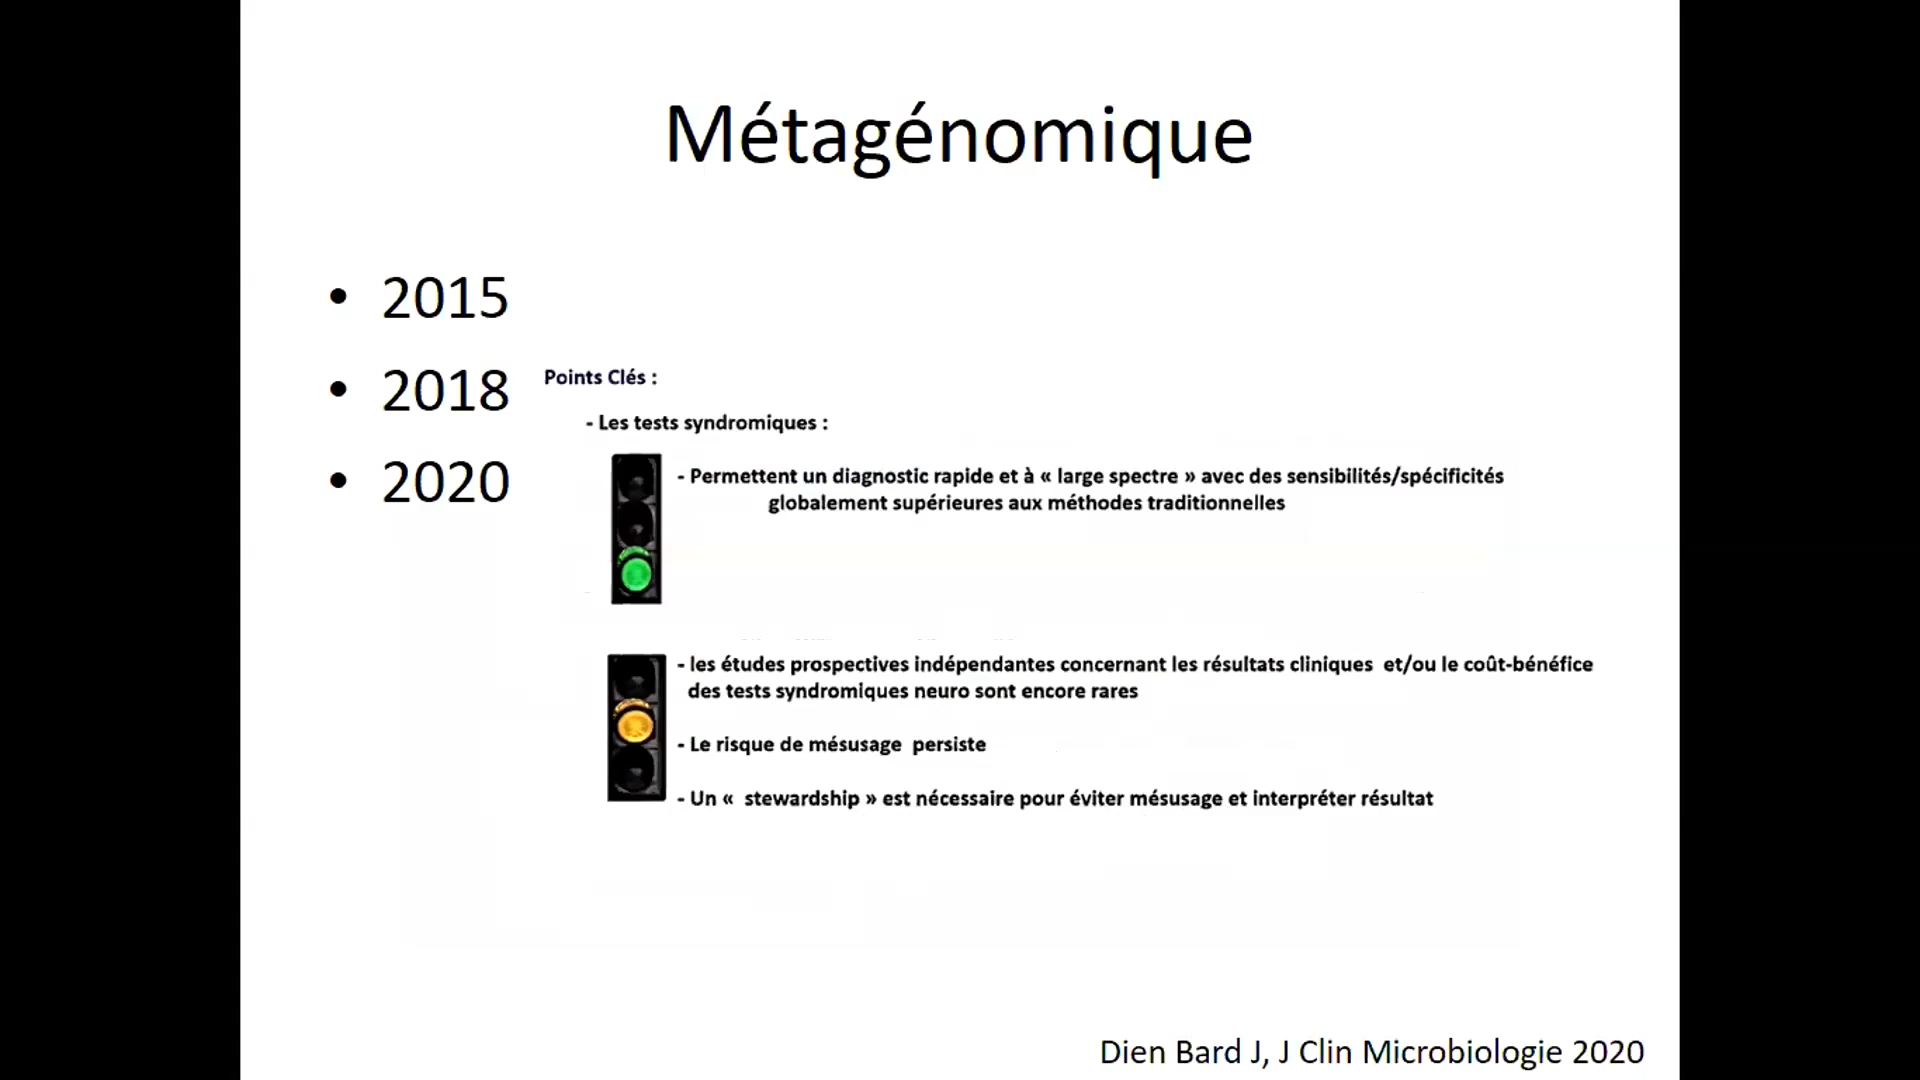 Métagénomique
• 2015
• 2018
• 2020
Points Clés :
- Les tests syndromiques :
- Permettent un diagnostic rapide et à « large spectre » avec des sensibilités/spécificités
globalement supérieures aux méthodes traditionnelles
- les études prospectives indépendantes concernant les résultats cliniques et/ou le coût-bénéfice
des tests syndromiques neuro sont encore rares
- Le risque de mésusage persiste
- Un « stewardship » est nécessaire pour éviter mésusage et interpréter résultat
Dien Bard J, J Clin Microbiologie 2020